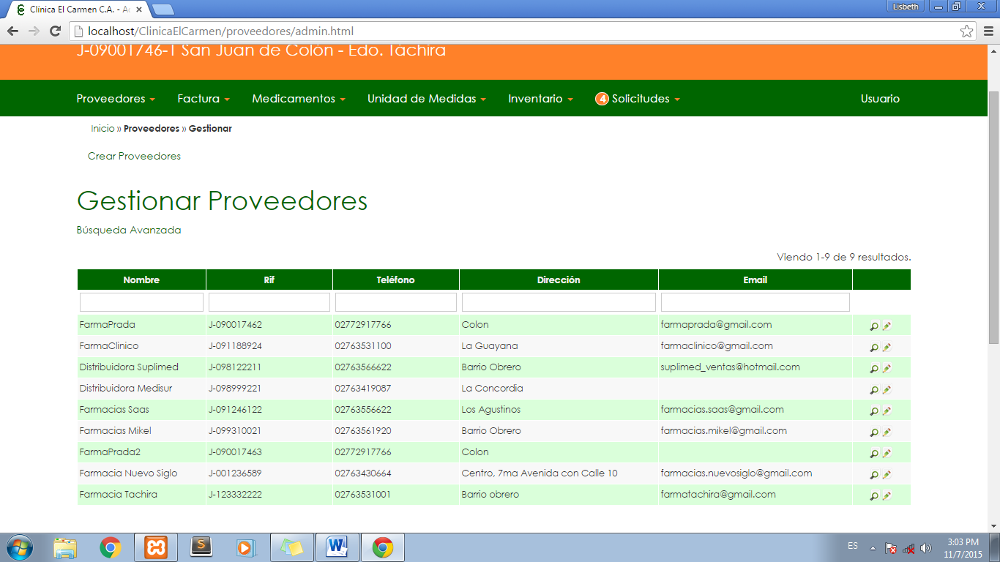 Clínica El Carmen C.A. - A
Lisbeth
localhost/ClinicaElCarmen/proveedores/admin.html
J-09001746-1 San Juan de Colón - Edo. Táchira
Proveedores Factura Medicamentos Unidad de Medidas Inventario 4 Solicitudes Usuario
Inicio » Proveedores » Gestionar
Crear Proveedores
Gestionar Proveedores
Búsqueda Avanzada
Viendo 1-9 de 9 resultados.
Nombre Rif Teléfono Dirección Email
FarmaPrada J-090017462 02772917766 Colon farmaprada@gmail.com
FarmaClinico J-091188924 02763531100 La Guayana farmaclinico@gmail.com
Distribuidora Suplimed J-098122211 02763566622 Barrio Obrero suplimed_ventas@hotmail.com
Distribuidora Medisur J-098999221 02763419087 La Concordia
Farmacias Saas J-091246122 02763556622 Los Agustinos farmacias.saas@gmail.com
Farmacias Mikel J-099310021 02763561920 Barrio Obrero farmacias.mikel@gmail.com
FarmaPrada2 J-090017463 02772917766 Colon
Farmacia Nuevo Siglo J-001236589 02763430664 Centro, 7ma Avenida con Calle 10 farmacias.nuevosiglo@gmail.com
Farmacia Tachira J-123332222 02763531001 Barrio obrero farmatachira@gmail.com
ES 3:03 PM
11/7/2015